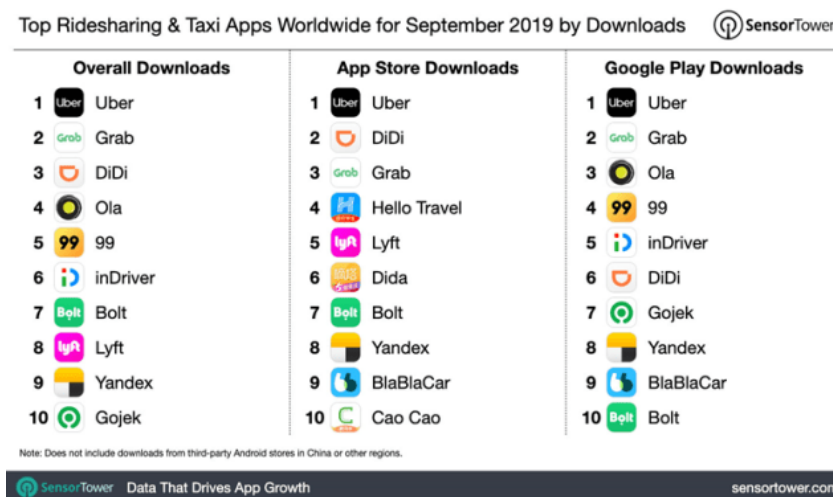 Top Ridesharing & Taxi Apps Worldwide for September 2019 by Downloads
SensorTower
Overall Downloads
1 Uber Uber
2 Grab Grab
3 DiDi
4 Ola
5 99 99
6 inDriver
7 Bolt Bolt
8 lyft Lyft
9 Yandex
10 Gojek
App Store Downloads
1 Uber Uber
2 DiDi
3 Grab Grab
4 Hello Travel
5 lyft Lyft
6 Dida
7 Bolt Bolt
8 Yandex
9 BlaBlaCar
10 Cao Cao
Google Play Downloads
1 Uber Uber
2 Grab Grab
3 Ola
4 99 99
5 inDriver
6 DiDi
7 Gojek
8 Yandex
9 BlaBlaCar
10 Bolt Bolt
Note: Does not include downloads from third-party Android stores in China or other regions.
SensorTower Data That Drives App Growth
sensortower.com